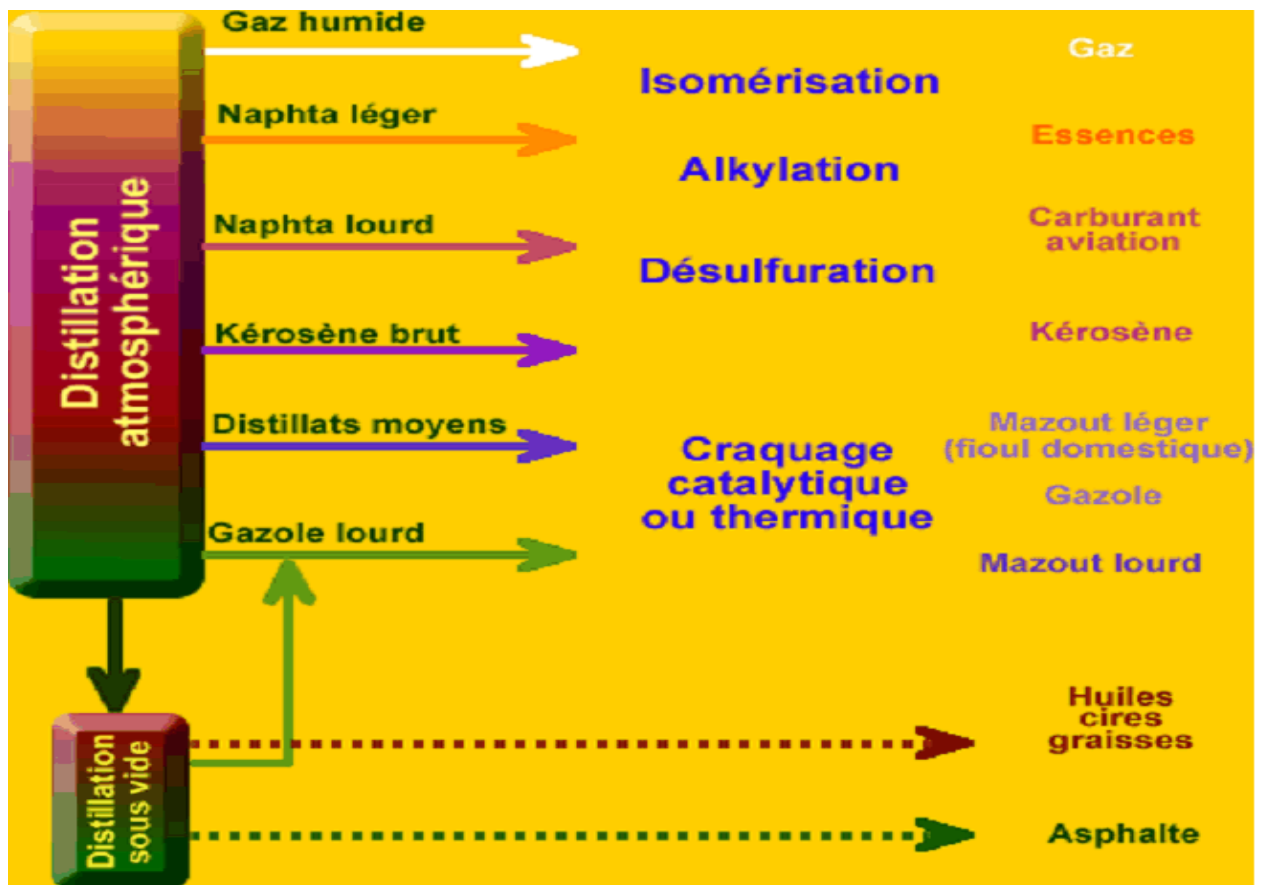 Gaz humide
Gaz
Isomérisation
Naphta léger
Essences
Alkylation
Naphta lourd
Carburant
aviation
Désulfuration
Kérosène brut
Kérosène
Distillats moyens
Mazout léger
(fioul domestique)
Craquage
catalytique
ou thermique
Gazole
Gazole lourd
Mazout lourd
Distillation
atmosphérique
Huiles
cires
graisses
Distillation
sous vide
Asphalte